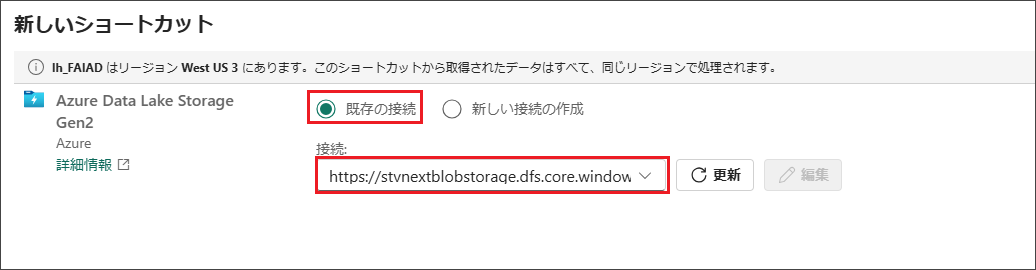 新しいショートカット
lh_FAIAD はリージョン West US 3 にあります。このショートカットから取得されたデータはすべて、同じリージョンで処理されます。
Azure Data Lake Storage
Gen2
Azure
詳細情報
既存の接続
新しい接続の作成
接続:
https://stvnextblobstorage.dfs.core.window
更新
編集